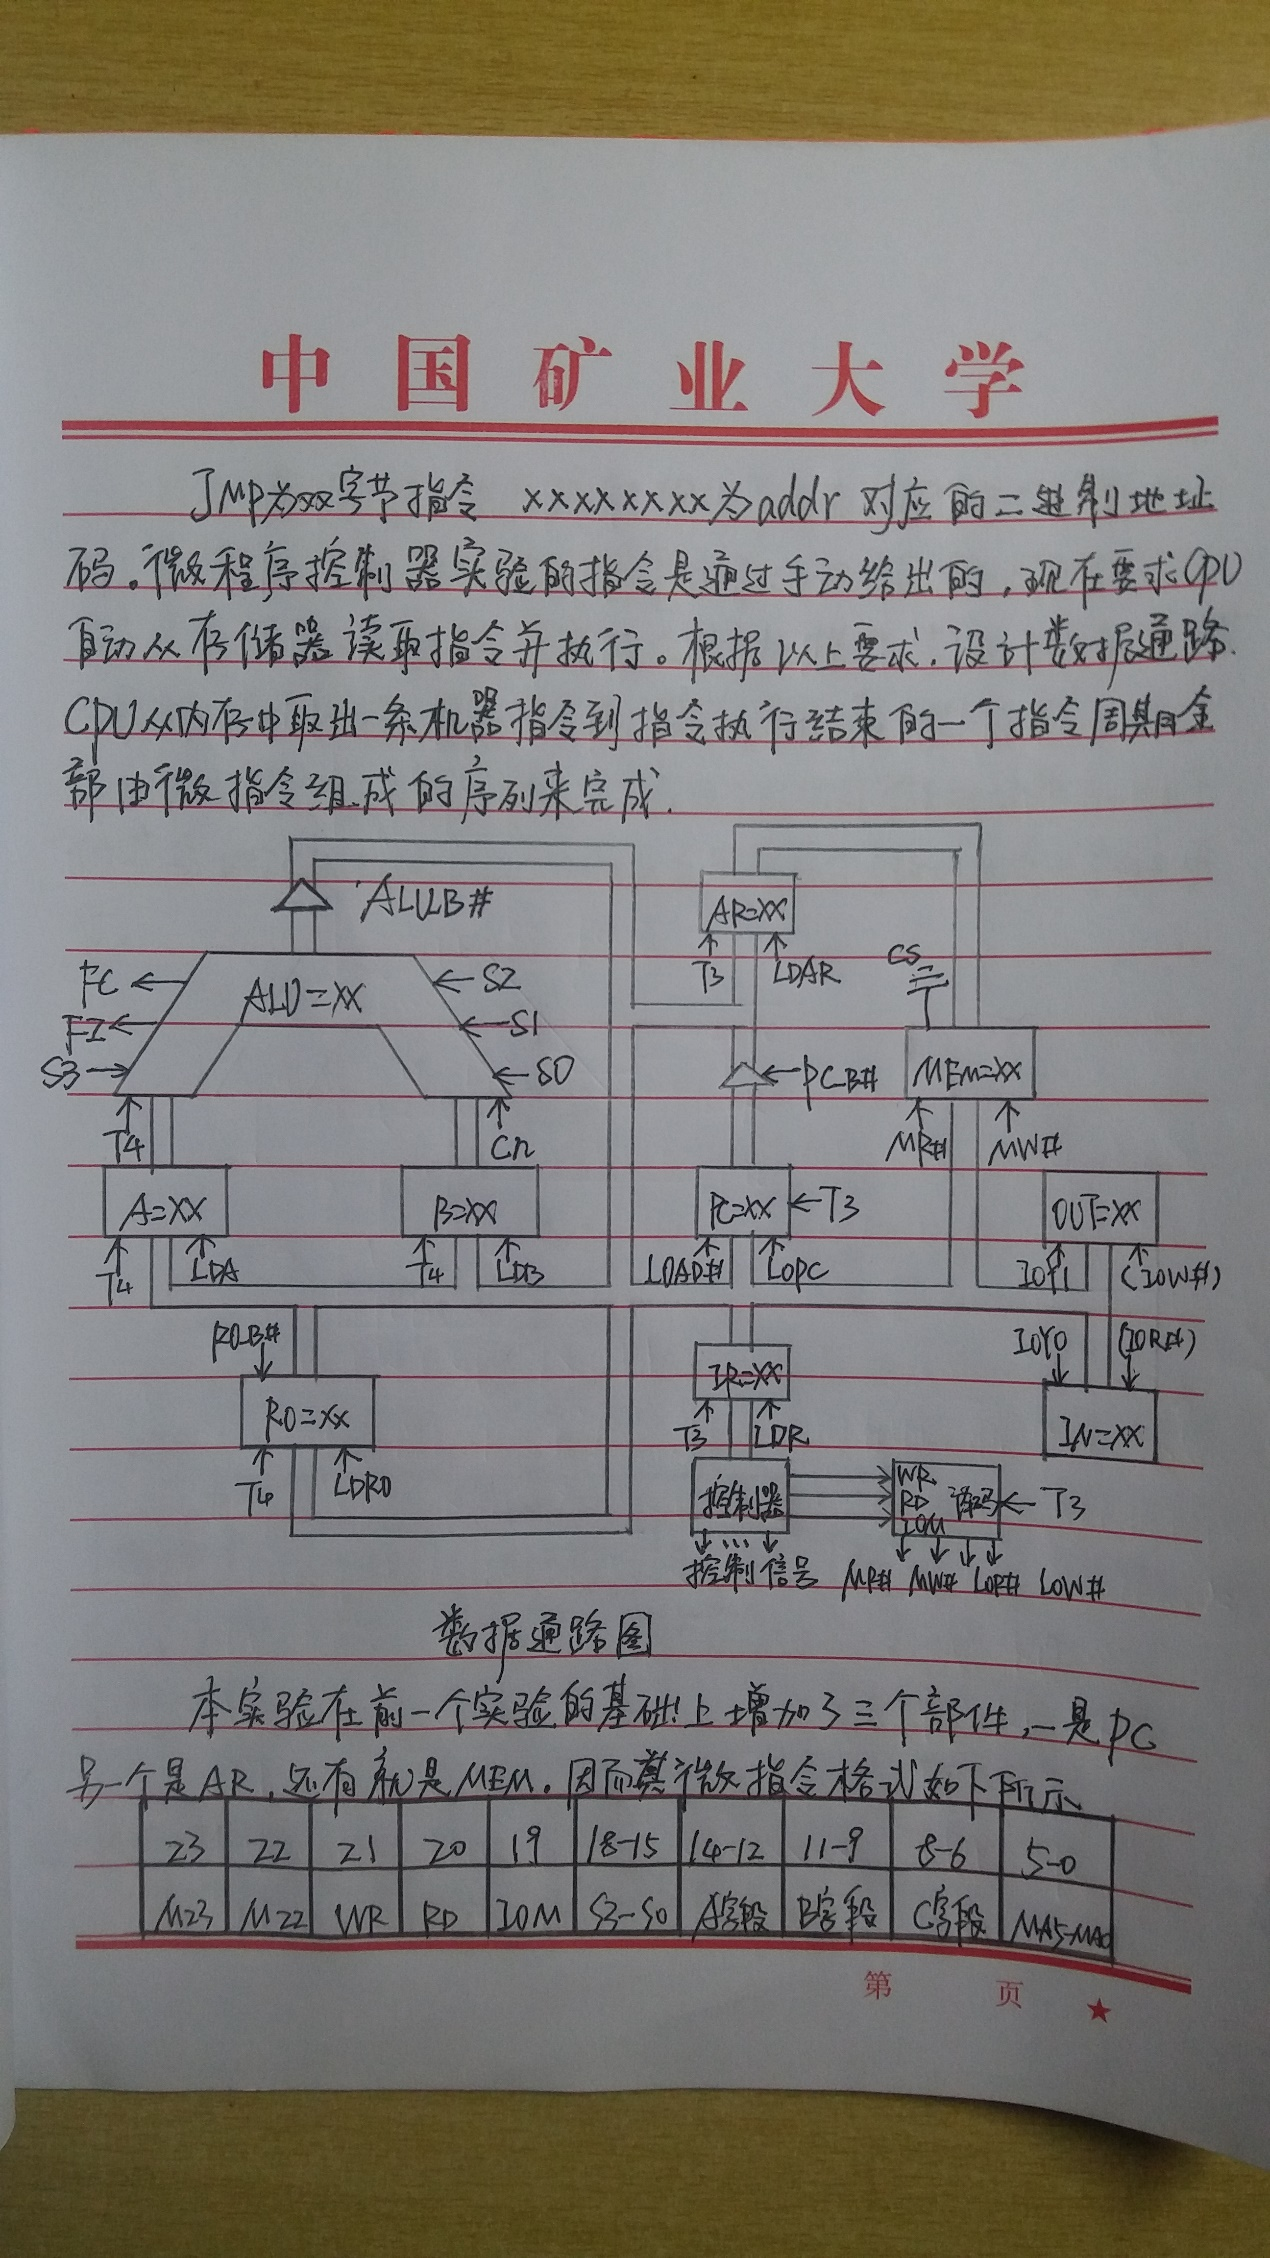 中国矿业大学
JMP为xx字节指令 xxxxxxxx为addr对应的二进制地址
码。微程序控制器实验的指令是通过手动给出的,现在要求CPU
自动从存储器读取指令并执行。根据以上要求,设计数据通路.
CPU从内存中取出一条机器指令到指令执行结束的一个指令周期全
部由微指令组成的序列来完成.
ALULB# AR=XX
T3 LDAR CS
FC ALU=XX S2
FZ S1
S3 S0 PCB# MEM=XX
T4 Cn MR# MW#
A=XX B=XX PC=XX T3 OUT=XX
T4 LDA T4 LDB LDAD# LOPC IOY1 (IOW#)
R0B# IOY0 (IOR#)
R0=XX IR=XX IN=XX
T4 LDR0 T3 LDR
控制器 WR RD IOM 译码 T3
控制信号 MR# MW# LOR# LOW#
数据通路图
本实验在前一个实验的基础上增加了三个部件,一是PC
另一个是AR,还有就是MEM。因而其微指令格式如下所示
23 22 21 20 19 18-15 14-12 11-9 8-6 5-0
M23 M22 WR RD IOM S3-S0 A字段 B字段 C字段 MA5-MA0
第 页